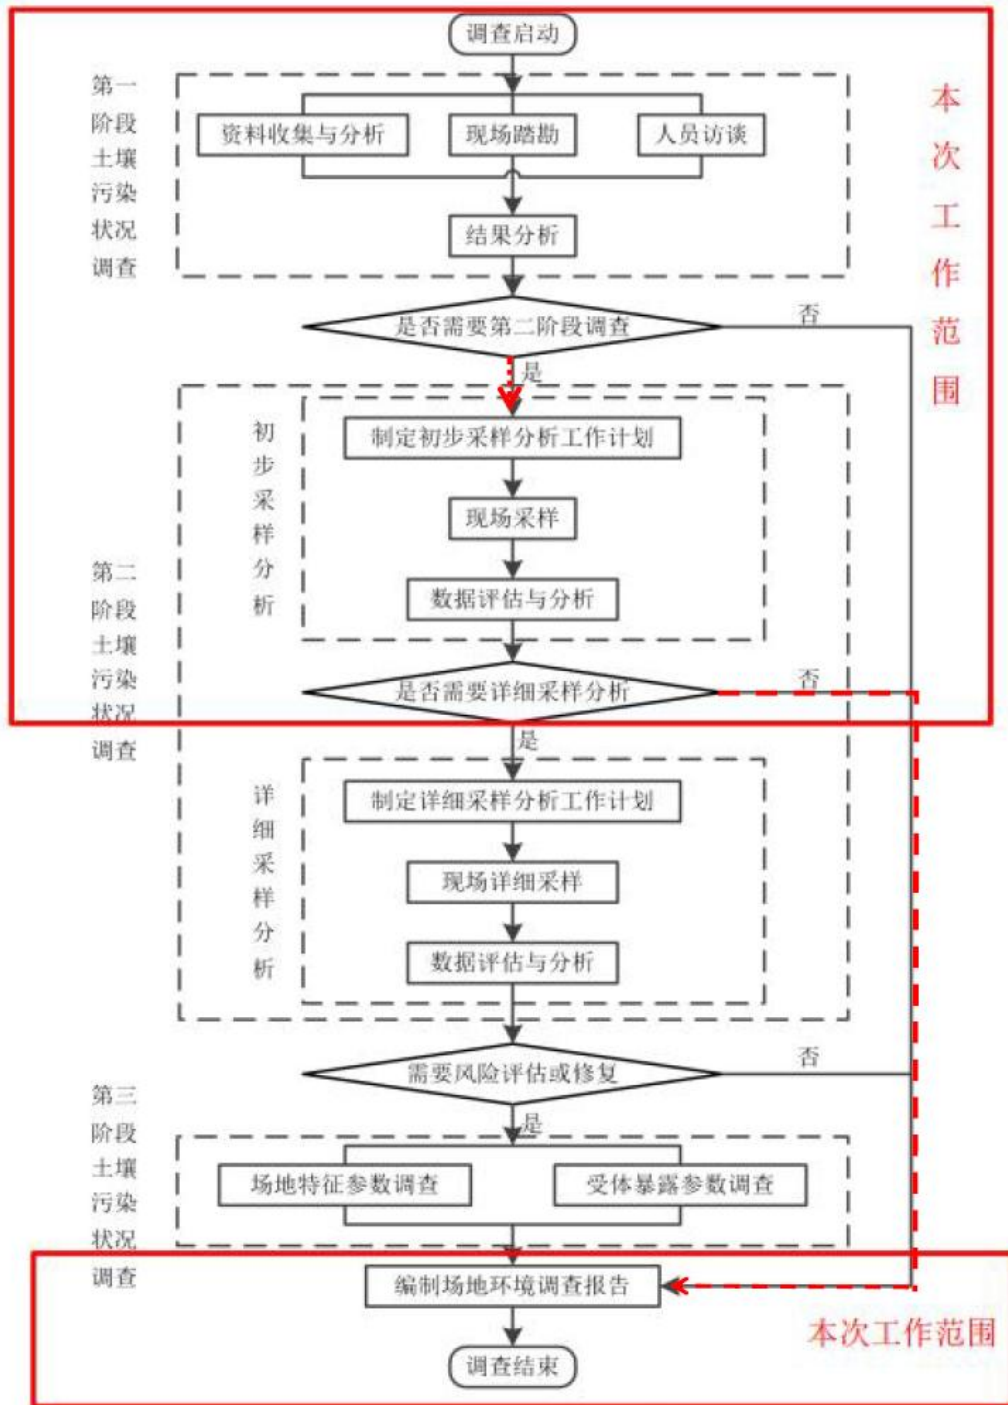 调查启动
第一
阶段
土壤
污染
状况
调查
资料收集与分析
现场踏勘
人员访谈
结果分析
本
次
工
作
范
围
是否需要第二阶段调查
否
是
第二
阶段
土壤
污染
状况
调查
初
步
采
样
分
析
制定初步采样分析工作计划
现场采样
数据评估与分析
是否需要详细采样分析
否
是
详
细
采
样
分
析
制定详细采样分析工作计划
现场详细采样
数据评估与分析
需要风险评估或修复
否
是
第三
阶段
土壤
污染
状况
调查
场地特征参数调查
受体暴露参数调查
编制场地环境调查报告
本次工作范围
调查结束